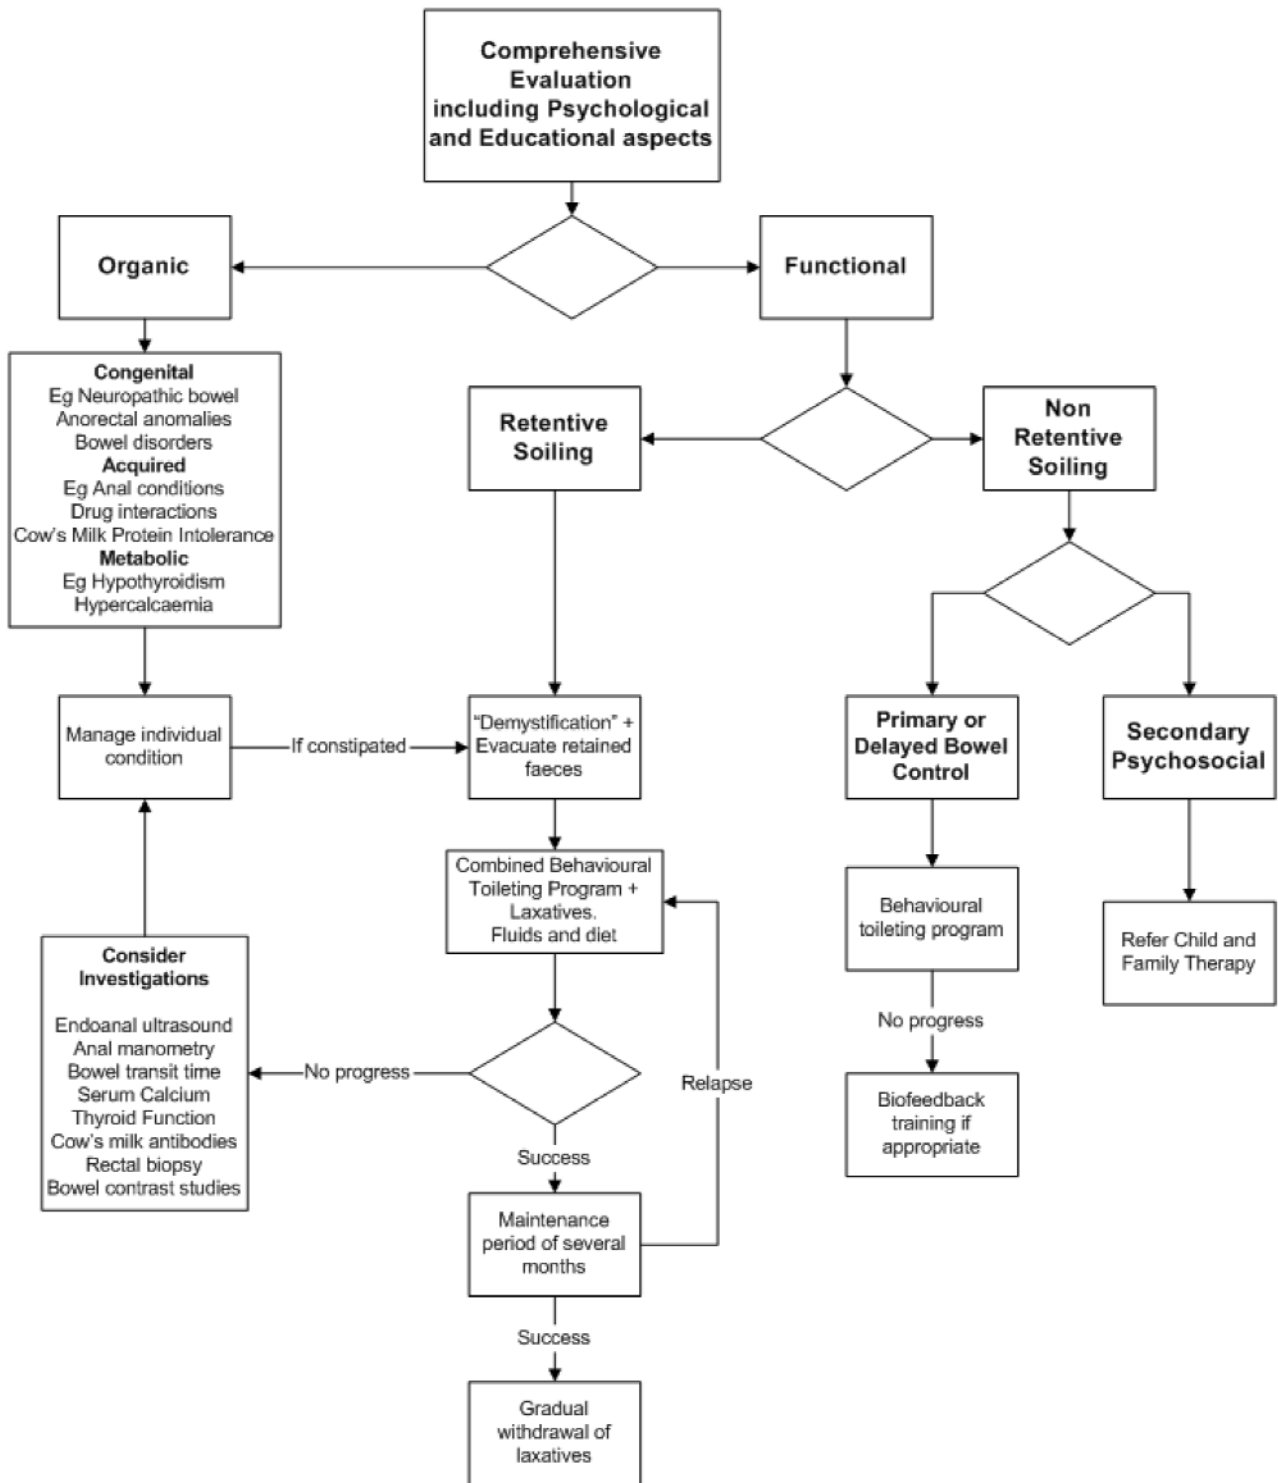 Comprehensive
Evaluation
including Psychological
and Educational aspects
Organic
Functional
Congenital
Eg Neuropathic bowel
Anorectal anomalies
Bowel disorders
Acquired
Eg Anal conditions
Drug interactions
Cow's Milk Protein Intolerance
Metabolic
Eg Hypothyroidism
Hypercalcaemia
Retentive
Soiling
Non
Retentive
Soiling
Manage individual
condition
If constipated
“Demystification” +
Evacuate retained
faeces
Primary or
Delayed Bowel
Control
Secondary
Psychosocial
Combined Behavioural
Toileting Program +
Laxatives.
Fluids and diet
Behavioural
toileting program
Refer Child and
Family Therapy
Consider
Investigations
Endoanal ultrasound
Anal manometry
Bowel transit time
Serum Calcium
Thyroid Function
Cow's milk antibodies
Rectal biopsy
Bowel contrast studies
No progress
Relapse
No progress
Biofeedback
training if
appropriate
Success
Maintenance
period of several
months
Success
Gradual
withdrawal of
laxatives